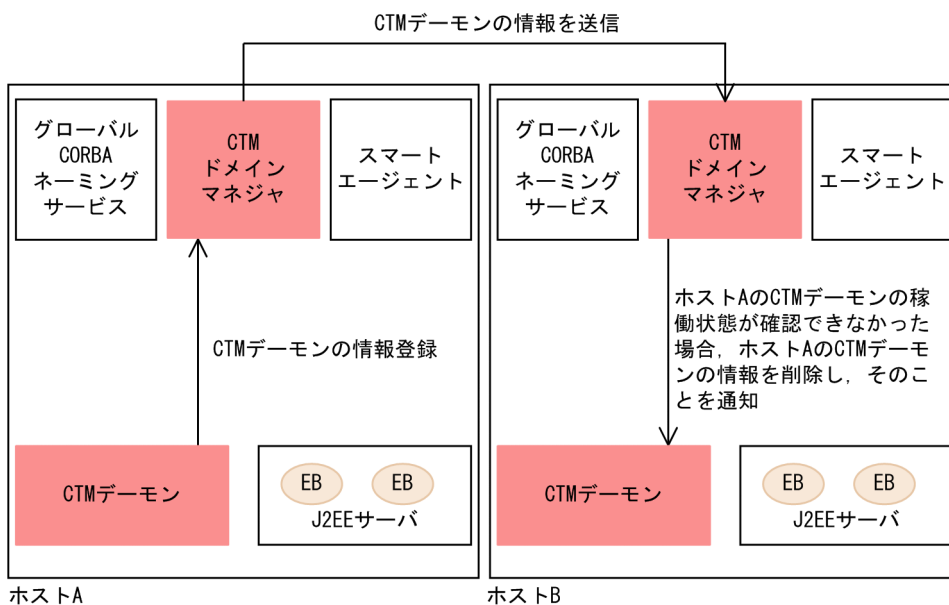 CTMデーモンの情報を送信
グローバル
CORBA
ネーミング
サービス
CTM
ドメイン
マネジャ
スマート
エージェント
CTMデーモンの情報登録
CTMデーモン
EB
EB
J2EEサーバ
ホストA
グローバル
CORBA
ネーミング
サービス
CTM
ドメイン
マネジャ
スマート
エージェント
ホストAのCTMデーモンの稼
働状態が確認できなかった
場合，ホストAのCTMデーモ
ンの情報を削除し，そのこ
とを通知
CTMデーモン
EB
EB
J2EEサーバ
ホストB